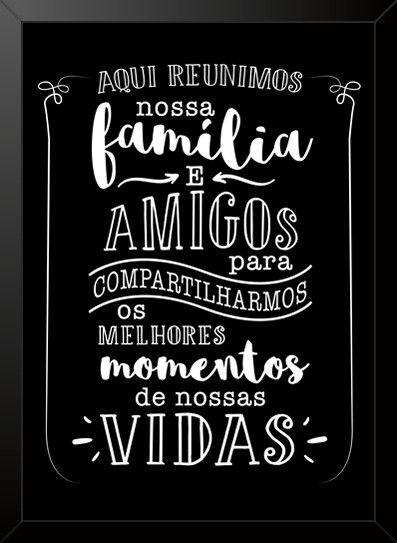 AQUI REUNIMOS
nossa
família
E
AMIGOS
para
COMPARTILHARMOS
OS
MELHORES
momentos
de nossas
VIDAS